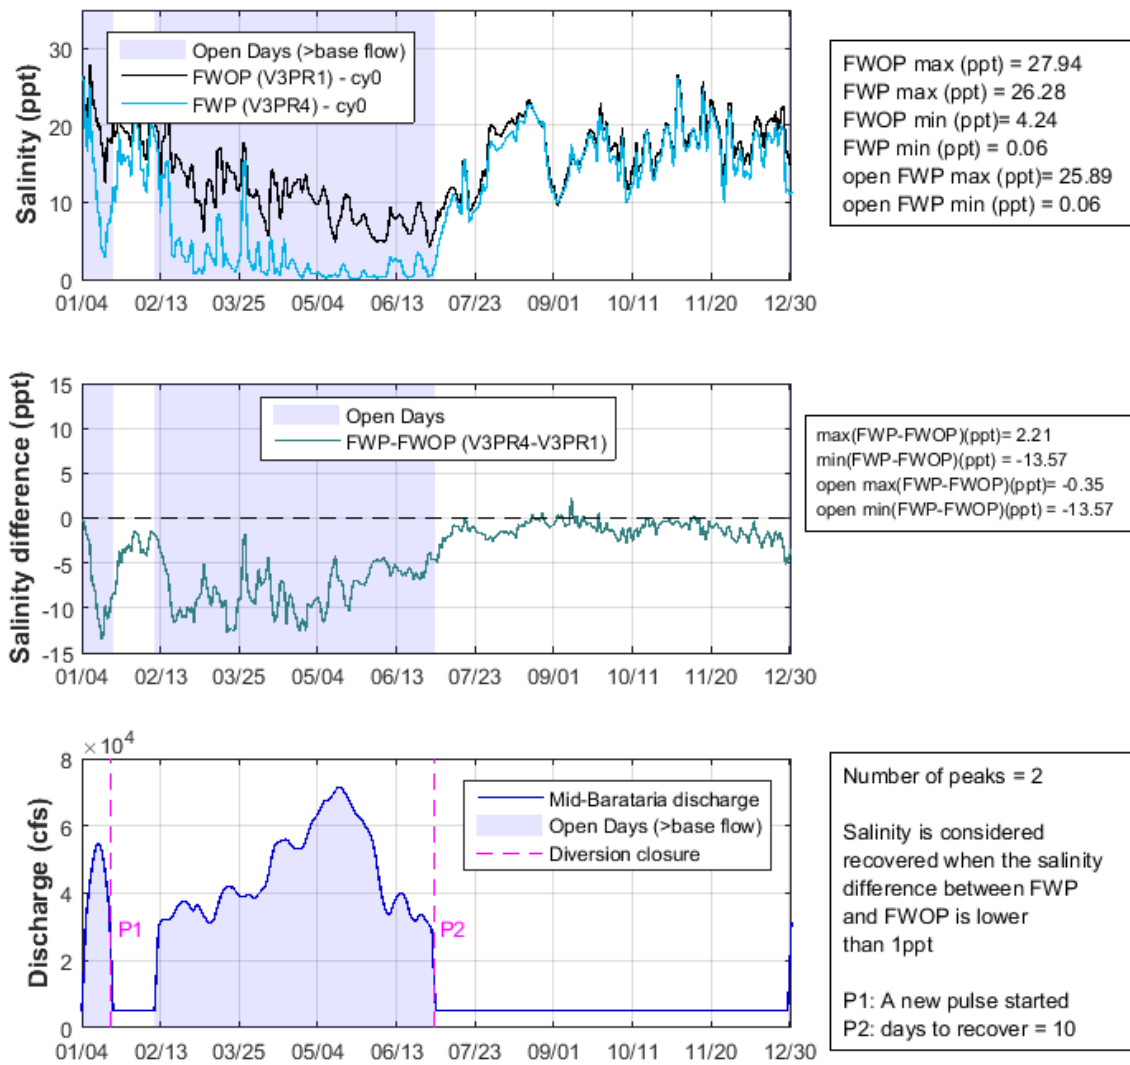 Salinity (ppt)
30
20
10
0
Open Days (>base flow)
FWOP (V3PR1) - cy0
FWP (V3PR4) - cy0
01/04 02/13 03/25 05/04 06/13 07/23 09/01 10/11 11/20 12/30
FWOP max (ppt) = 27.94
FWP max (ppt) = 26.28
FWOP min (ppt)= 4.24
FWP min (ppt) = 0.06
open FWP max (ppt)= 25.89
open FWP min (ppt) = 0.06
Salinity difference (ppt)
15
10
5
0
-5
-10
-15
Open Days
FWP-FWOP (V3PR4-V3PR1)
01/04 02/13 03/25 05/04 06/13 07/23 09/01 10/11 11/20 12/30
max(FWP-FWOP)(ppt)= 2.21
min(FWP-FWOP)(ppt) = -13.57
open max(FWP-FWOP)(ppt)= -0.35
open min(FWP-FWOP)(ppt) = -13.57
Discharge (cfs)
×10⁴
8
6
4
2
0
Mid-Barataria discharge
Open Days (>base flow)
Diversion closure
P1
P2
01/04 02/13 03/25 05/04 06/13 07/23 09/01 10/11 11/20 12/30
Number of peaks = 2
Salinity is considered
recovered when the salinity
difference between FWP
and FWOP is lower
than 1ppt
P1: A new pulse started
P2: days to recover = 10